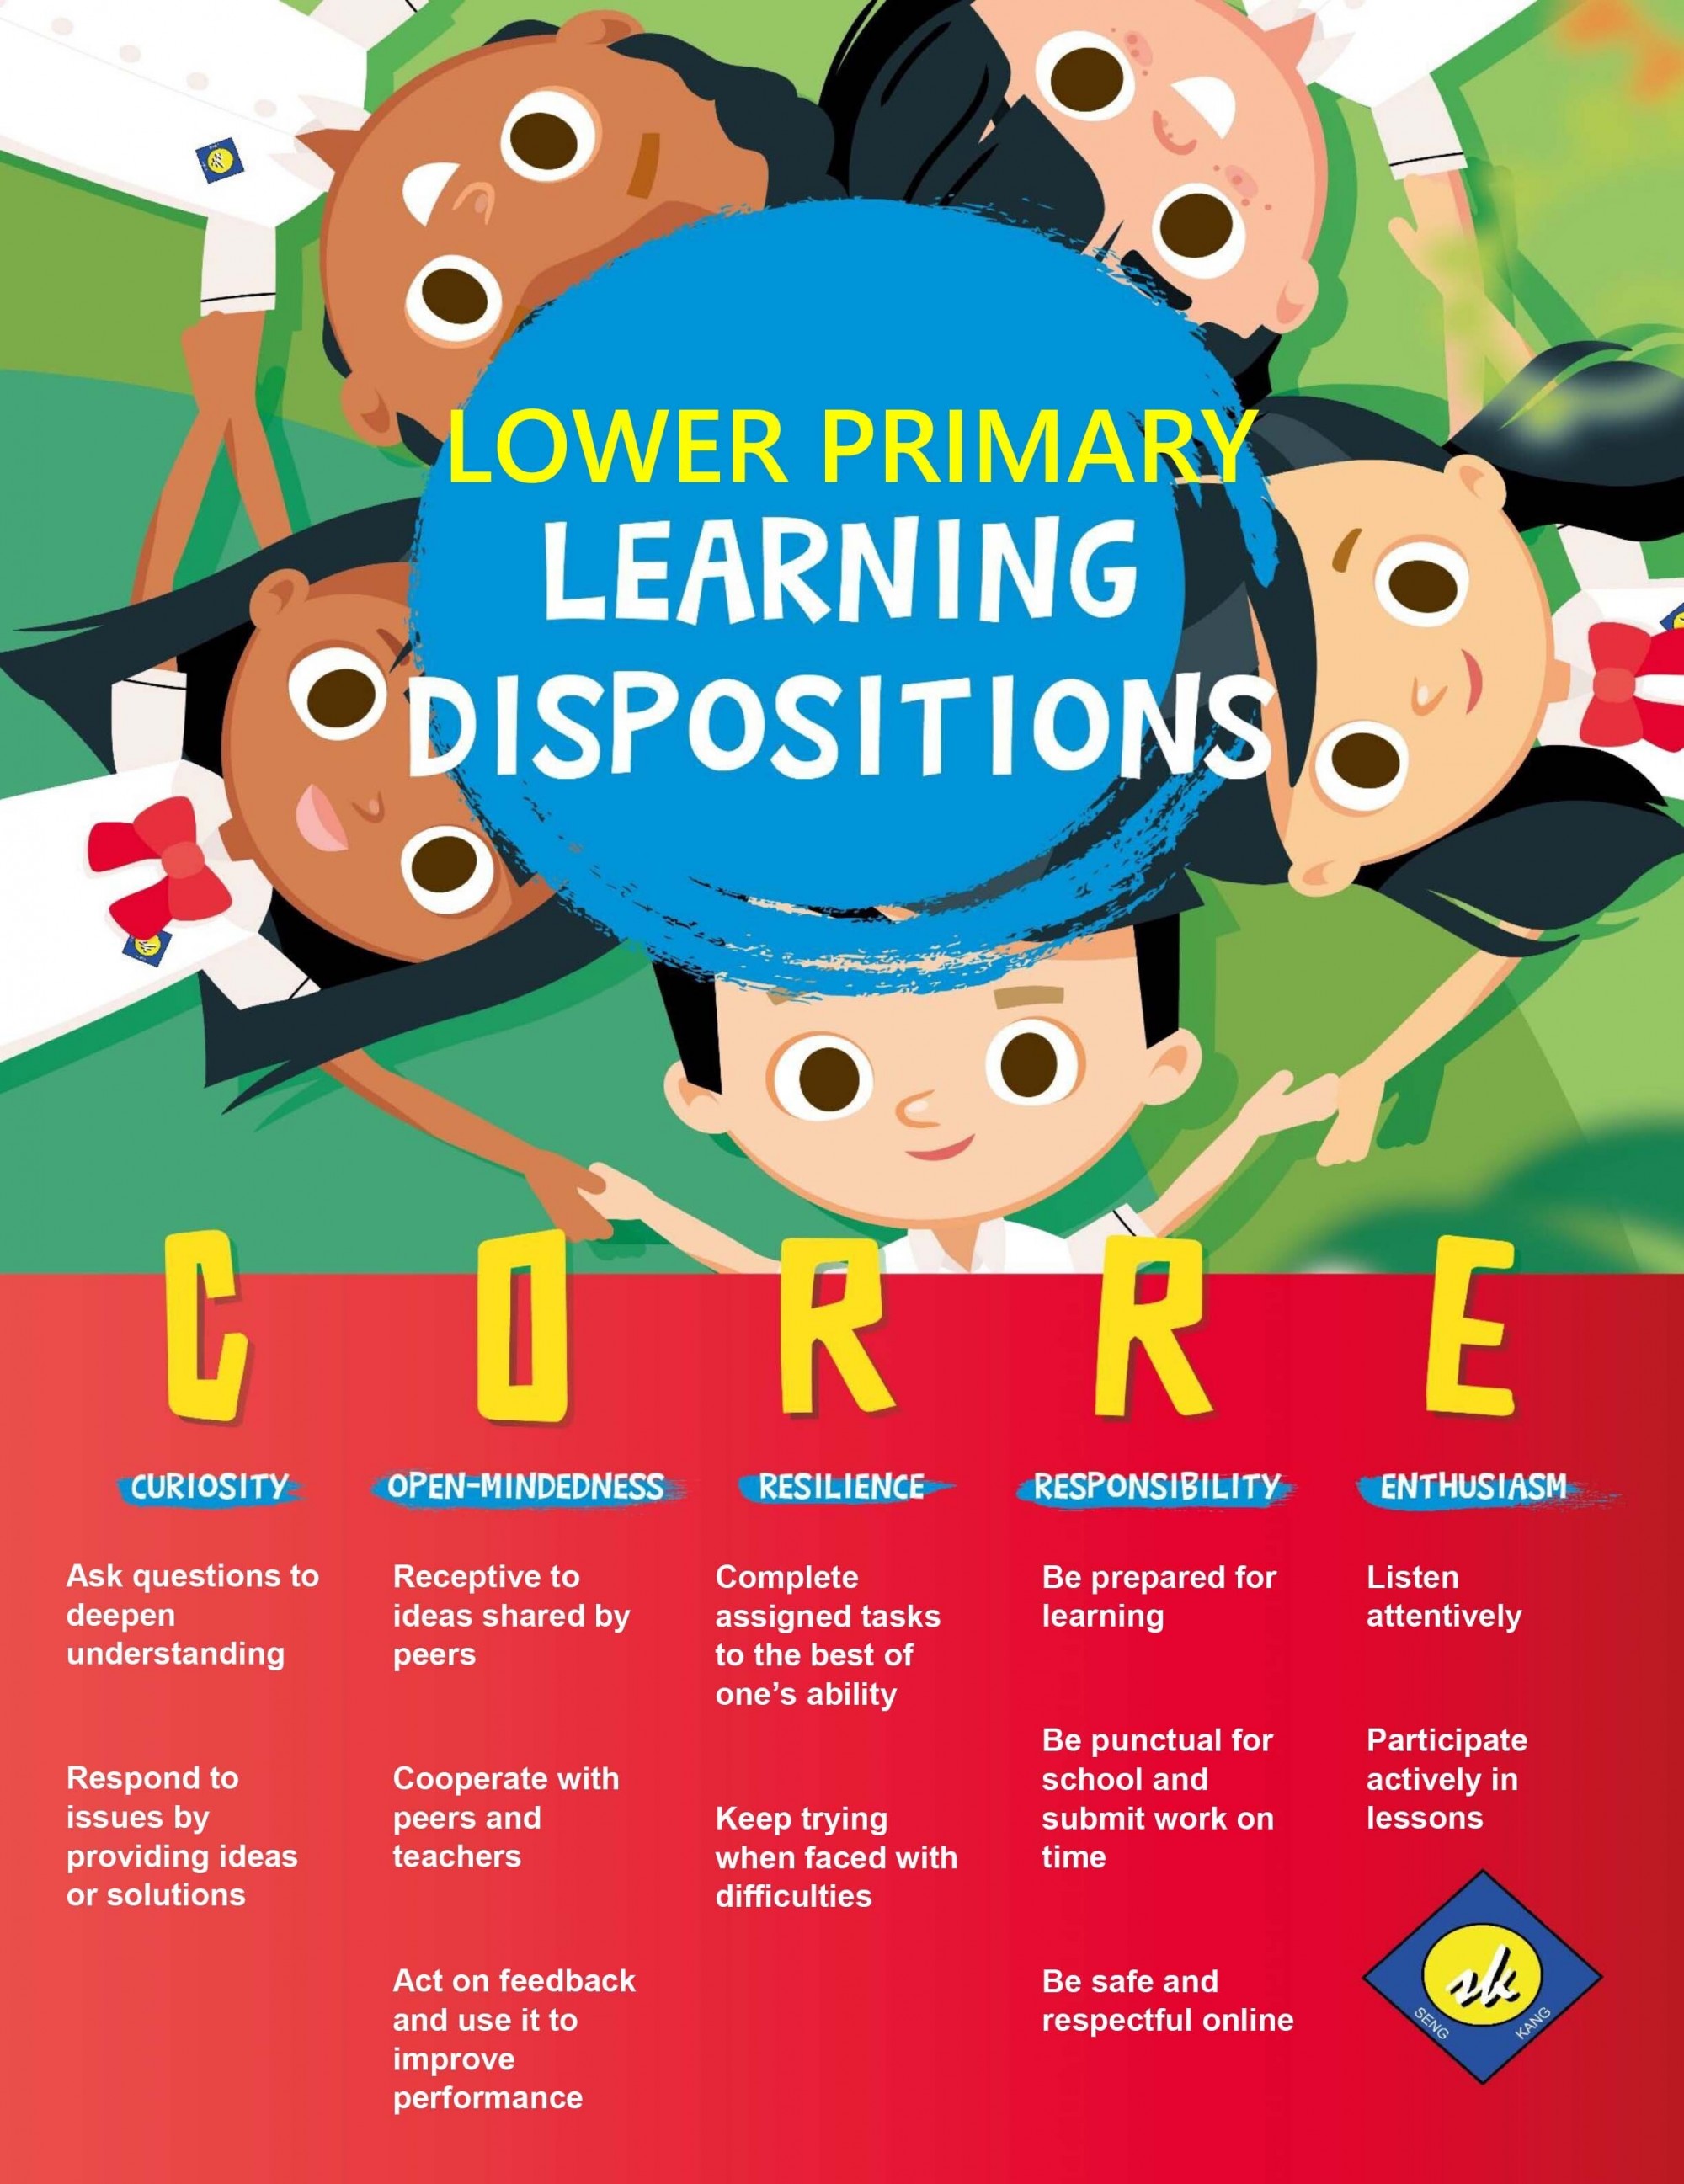 LOWER PRIMARY
LEARNING
DISPOSITIONS
C O R R E
CURIOSITY
Ask questions to
deepen
understanding
Respond to
issues by
providing ideas
or solutions
OPEN-MINDEDNESS
Receptive to
ideas shared by
peers
Cooperate with
peers and
teachers
Act on feedback
and use it to
improve
performance
RESILIENCE
Complete
assigned tasks
to the best of
one's ability
Keep trying
when faced with
difficulties
RESPONSIBILITY
Be prepared for
learning
Be punctual for
school and
submit work on
time
Be safe and
respectful online
ENTHUSIASM
Listen
attentively
Participate
actively in
lessons
sk
SENG KANG